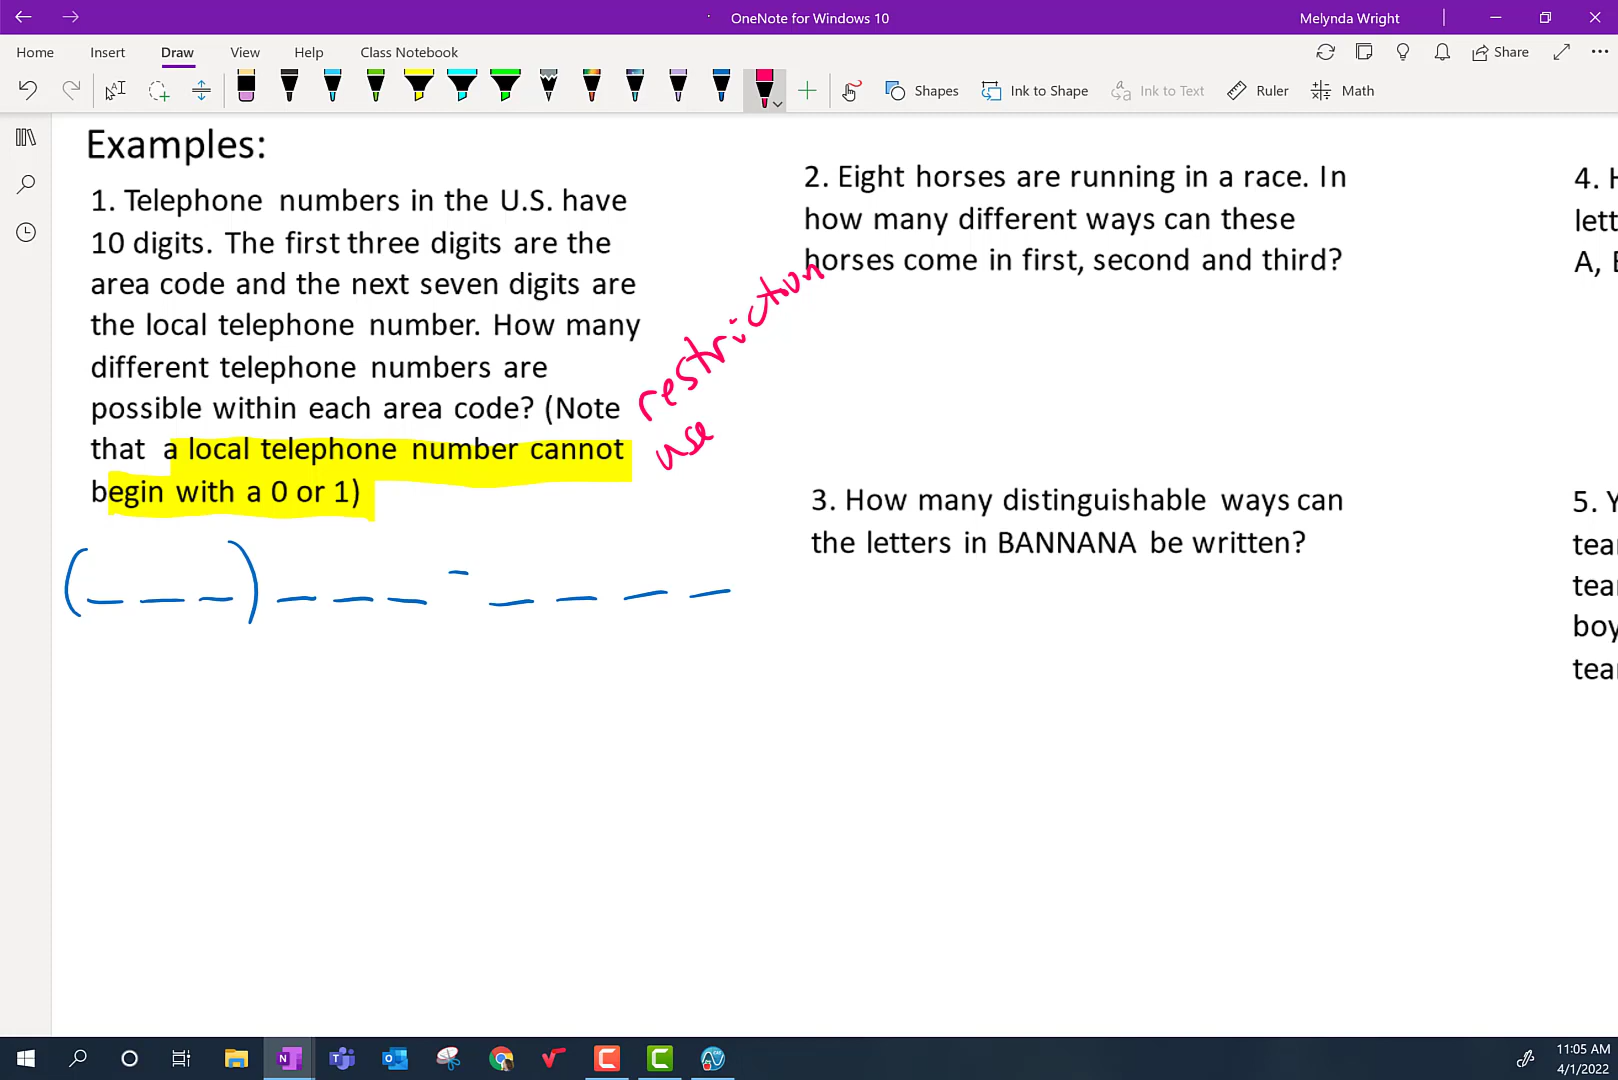 OneNote for Windows 10
Melynda Wright
Home
Insert
Draw
View
Help
Class Notebook
Share
Shapes
Ink to Shape
Ink to Text
Ruler
Math
Examples:
1. Telephone numbers in the U.S. have
10 digits. The first three digits are the
area code and the next seven digits are
the local telephone number. How many
different telephone numbers are
possible within each area code? (Note
that a local telephone number cannot
begin with a 0 or 1)
restriction
use
(_ _ _) _ _ _ - _ _ _ _
2. Eight horses are running in a race. In
how many different ways can these
horses come in first, second and third?
3. How many distinguishable ways can
the letters in BANNANA be written?
4. H
lett
A, E
5. Y
tear
tear
boy
tear
11:05 AM
4/1/2022